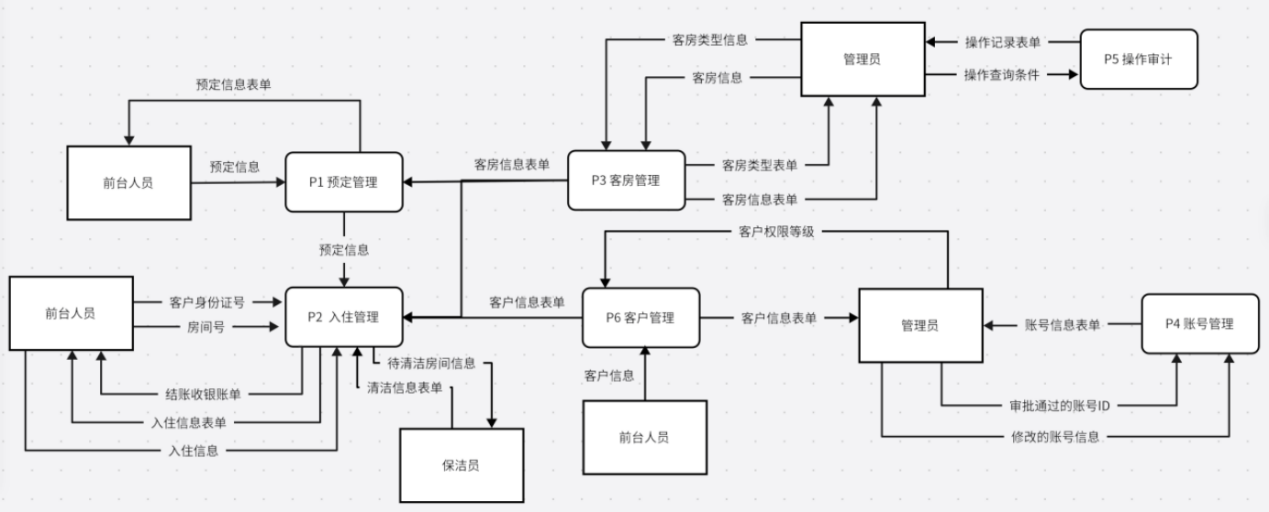 客房类型信息
管理员
操作记录表单
P5 操作审计
操作查询条件
客房信息
预定信息表单
前台人员
预定信息
P1 预定管理
客房信息表单
P3 客房管理
客房类型表单
客房信息表单
预定信息
客户权限等级
前台人员
客户身份证号
房间号
P2 入住管理
客户信息表单
P6 客户管理
客户信息表单
管理员
账号信息表单
P4 账号管理
待清洁房间信息
清洁信息表单
结账收银账单
入住信息表单
入住信息
客户信息
审批通过的账号ID
修改的账号信息
保洁员
前台人员